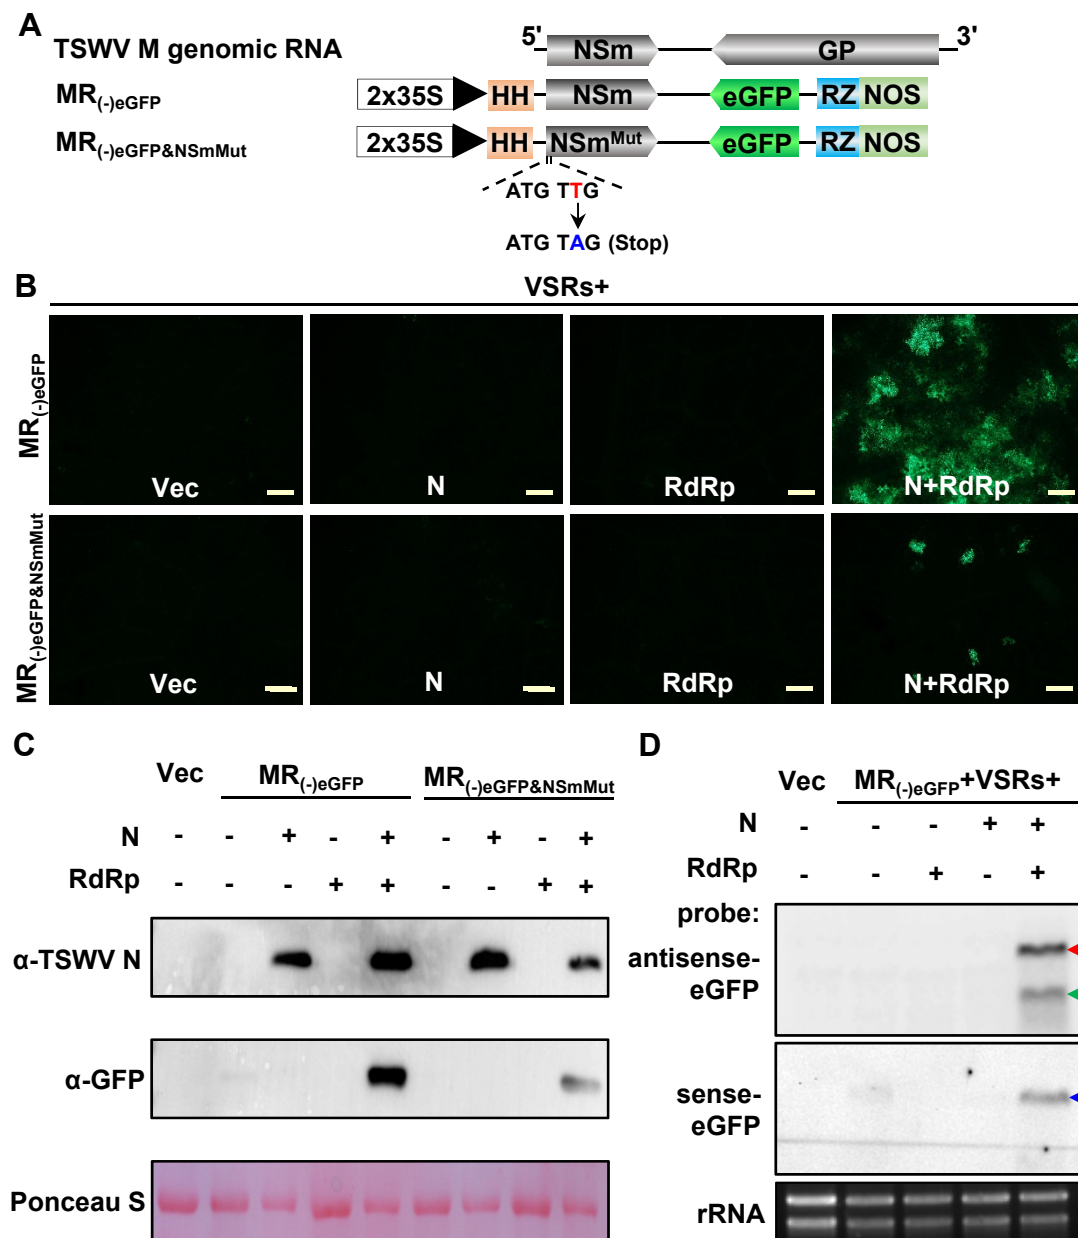 A
TSWV M genomic RNA 5' NSm GP 3'
MR(-)eGFP 2x35S HH NSm eGFP RZ NOS
MR(-)eGFP&NSmMut 2x35S HH NSmMut eGFP RZ NOS
ATG TTG
ATG TAG (Stop)
B
VSRs+
MR(-)eGFP
Vec N RdRp N+RdRp
MR(-)eGFP&NSmMut
Vec N RdRp N+RdRp
C
Vec MR(-)eGFP MR(-)eGFP&NSmMut
N - - + - + - + - +
RdRp - - - + + - - + +
α-TSWV N
α-GFP
Ponceau S
D
Vec MR(-)eGFP+VSRs+
N - - - + +
RdRp - - + - +
probe:
antisense-
eGFP
sense-
eGFP
rRNA